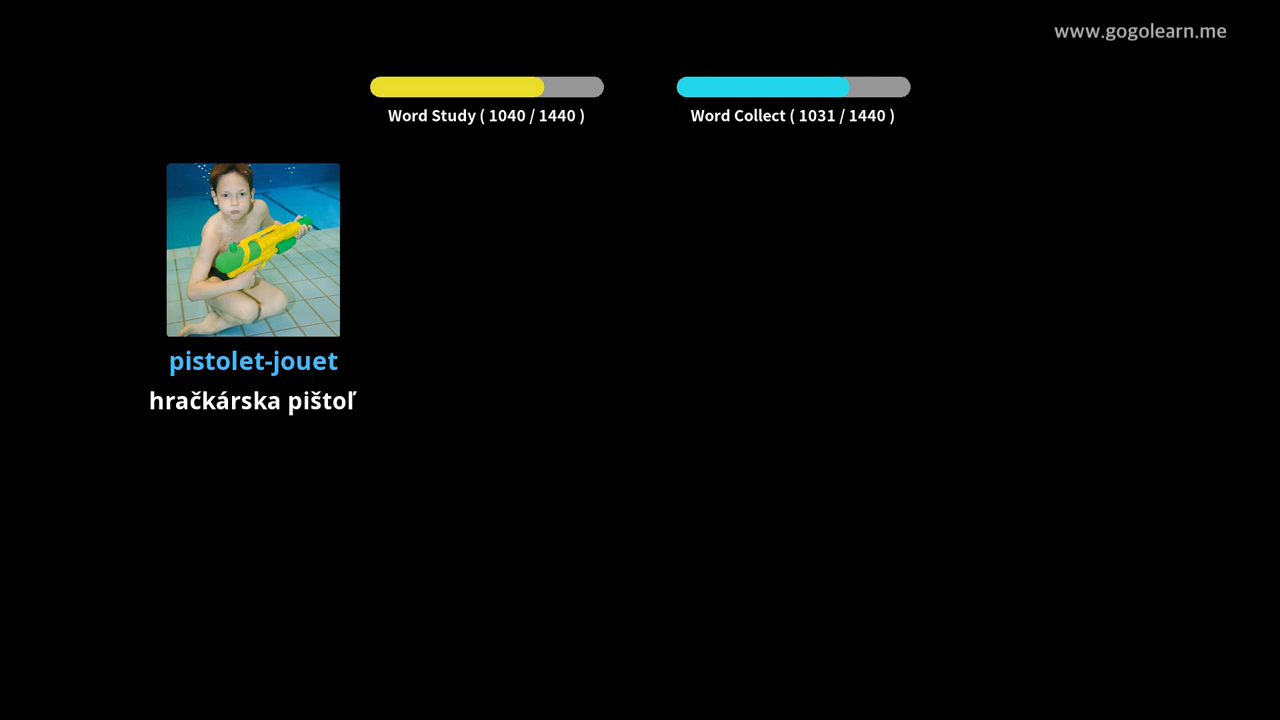 www.gogolearn.me
Word Study ( 1040 / 1440 )
Word Collect ( 1031 / 1440 )
pistolet-jouet
hračkárska pištoľ